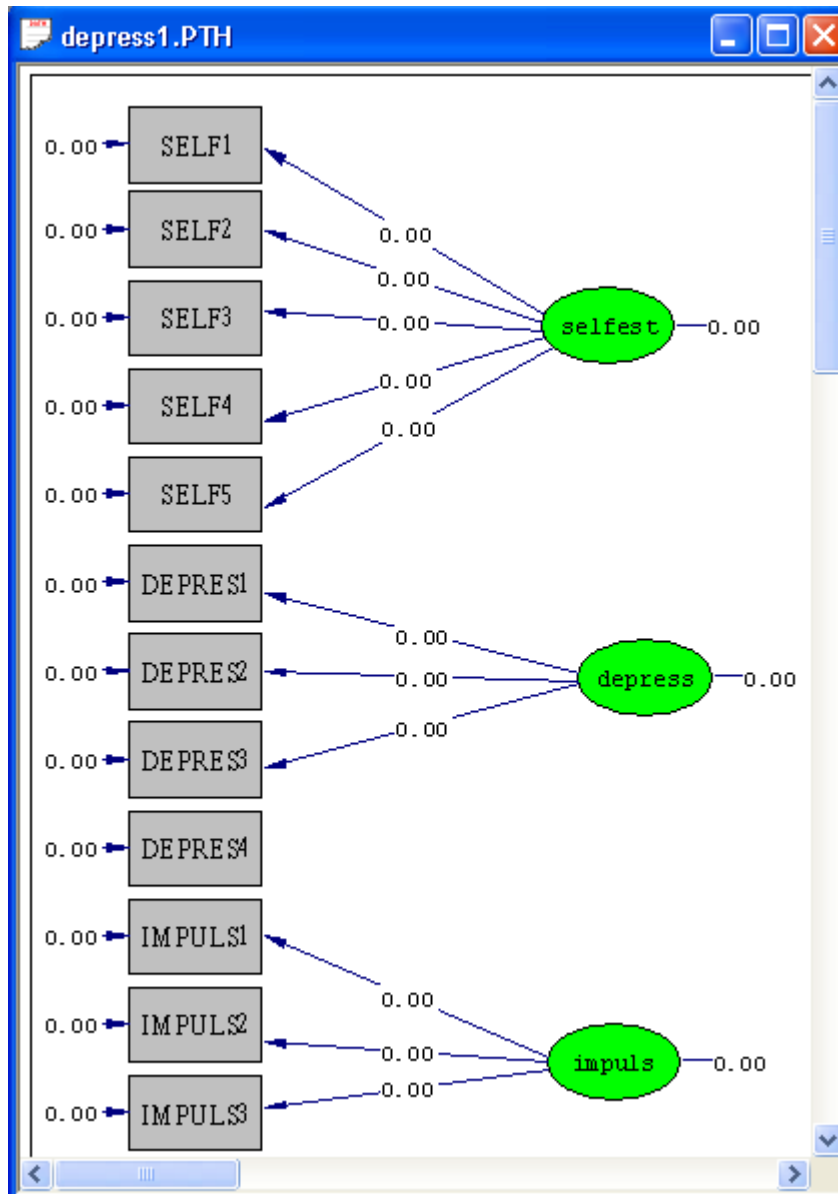 depress1.PTH
0.00 SELF1
0.00
0.00 SELF2
0.00
0.00 SELF3
0.00
selfest 0.00
0.00 SELF4
0.00
0.00
0.00 SELF5
0.00 DEPRES1
0.00
0.00 DEPRES2
0.00
depress 0.00
0.00
0.00 DEPRES3
0.00 DEPRES4
0.00 IMPULS1
0.00
0.00 IMPULS2
0.00
impuls 0.00
0.00
0.00 IMPULS3